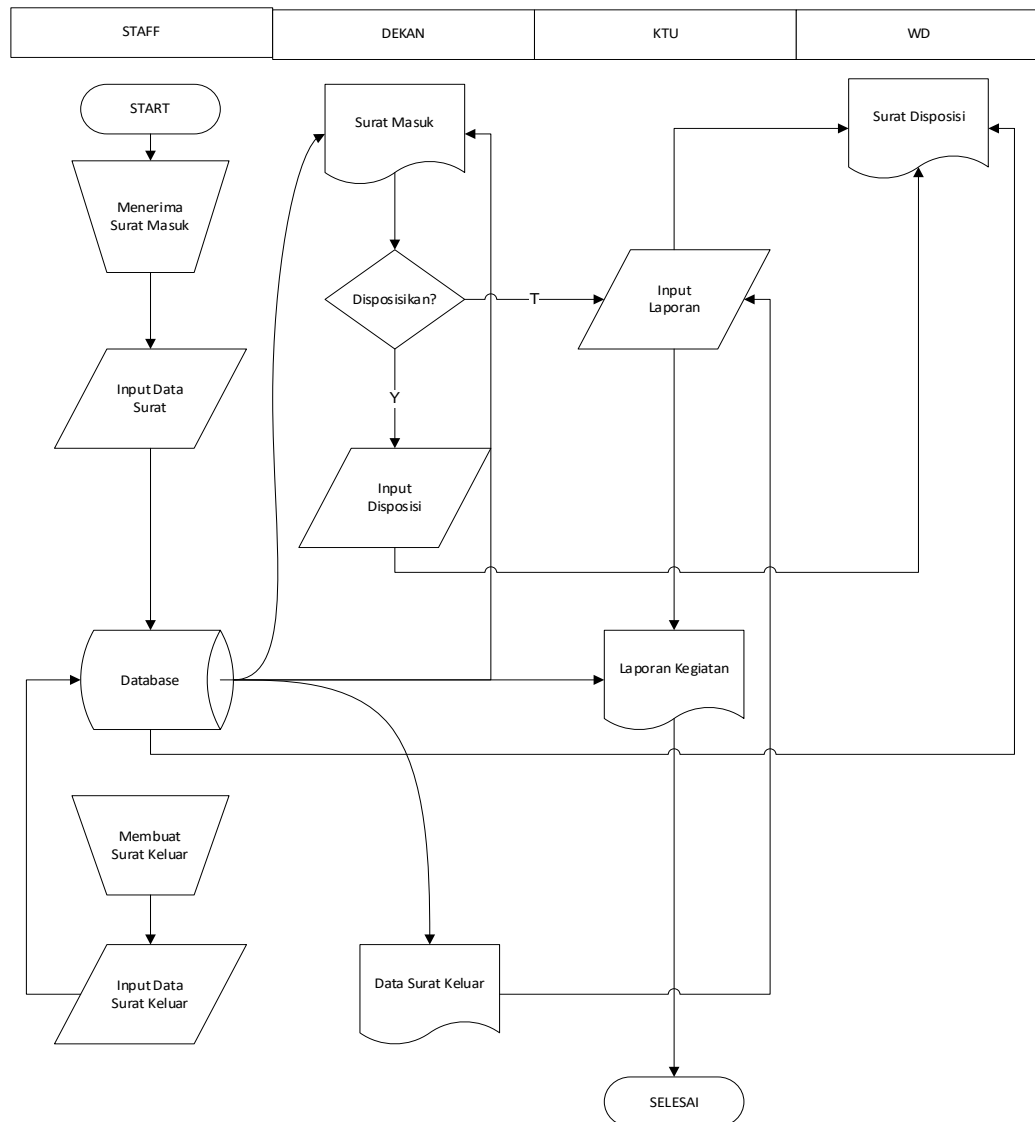 STAFF
DEKAN
KTU
WD
START
Surat Masuk
Surat Disposisi
Menerima
Surat Masuk
Disposisikan?
T
Input
Laporan
Input Data
Surat
Y
Input
Disposisi
Database
Laporan Kegiatan
Membuat
Surat Keluar
Input Data
Surat Keluar
Data Surat Keluar
SELESAI